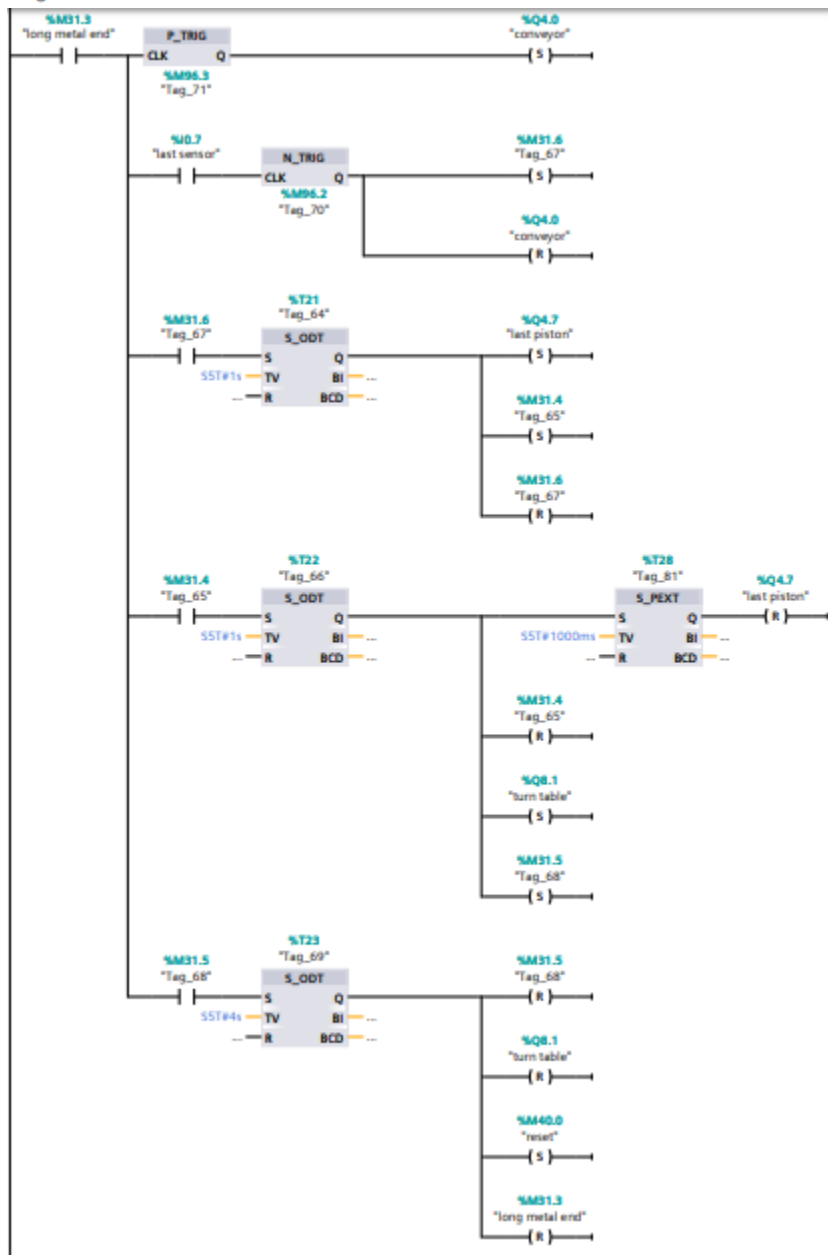 %M31.3
"long metal end"
P_TRIG
CLK Q
%M96.3
"Tag_71"
%Q4.0
"conveyor"
( S )
%I0.7
"last sensor"
N_TRIG
CLK Q
%M96.2
"Tag_70"
%M31.6
"Tag_67"
( S )
%Q4.0
"conveyor"
( R )
%M31.6
"Tag_67"
%T21
"Tag_64"
S_ODT
S Q
S5T#1s TV BI ...
... R BCD ...
%Q4.7
"last piston"
( S )
%M31.4
"Tag_65"
( S )
%M31.6
"Tag_67"
( R )
%M31.4
"Tag_65"
%T22
"Tag_66"
S_ODT
S Q
S5T#1s TV BI ...
... R BCD ...
%T28
"Tag_81"
S_PEXT
S Q
S5T#1000ms TV BI ...
... R BCD ...
%Q4.7
"last piston"
( R )
%M31.4
"Tag_65"
( R )
%Q8.1
"turn table"
( S )
%M31.5
"Tag_68"
( S )
%M31.5
"Tag_68"
%T23
"Tag_69"
S_ODT
S Q
S5T#4s TV BI ...
... R BCD ...
%M31.5
"Tag_68"
( R )
%Q8.1
"turn table"
( R )
%M40.0
"reset"
( S )
%M31.3
"long metal end"
( R )